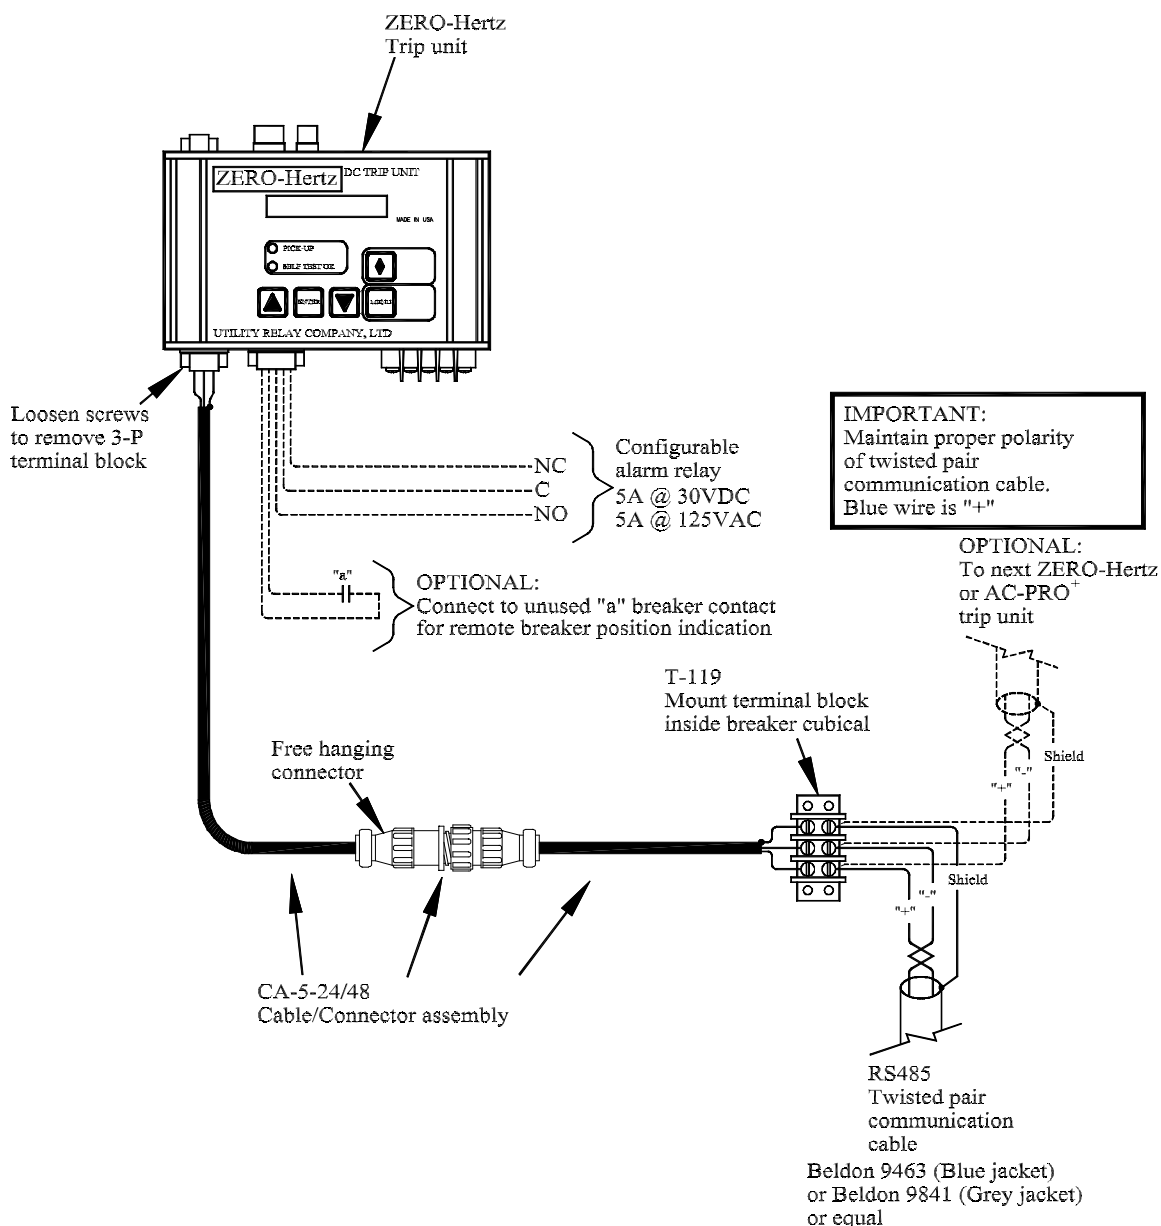 ZERO-Hertz
Trip unit
ZERO-Hertz DC TRIP UNIT
MADE IN USA
PICK-UP
SELF TEST OK
ENTER
UTILITY RELAY COMPANY, LTD
Loosen screws
to remove 3-P
terminal block
NC
C
NO
Configurable
alarm relay
5A @ 30VDC
5A @ 125VAC
IMPORTANT:
Maintain proper polarity
of twisted pair
communication cable.
Blue wire is "+"
"a"
OPTIONAL:
Connect to unused "a" breaker contact
for remote breaker position indication
OPTIONAL:
To next ZERO-Hertz
or AC-PRO+
trip unit
T-119
Mount terminal block
inside breaker cubical
Shield
"-"
"+"
Free hanging
connector
Shield
"-"
"+"
CA-5-24/48
Cable/Connector assembly
RS485
Twisted pair
communication
cable
Beldon 9463 (Blue jacket)
or Beldon 9841 (Grey jacket)
or equal